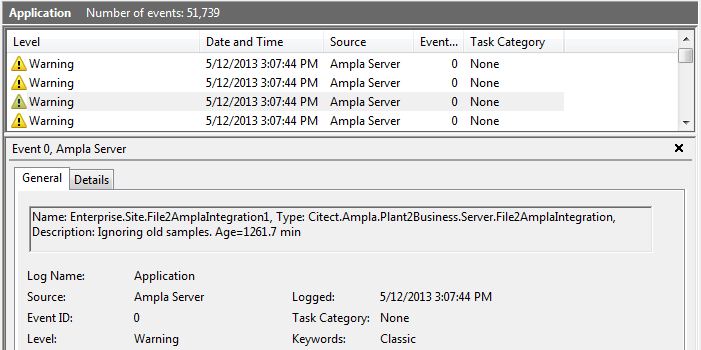 Application Number of events: 51,739
Level Date and Time Source Event... Task Category
Warning 5/12/2013 3:07:44 PM Ampla Server 0 None
Warning 5/12/2013 3:07:44 PM Ampla Server 0 None
Warning 5/12/2013 3:07:44 PM Ampla Server 0 None
Warning 5/12/2013 3:07:44 PM Ampla Server 0 None
Event 0, Ampla Server
General Details
Name: Enterprise.Site.File2AmplaIntegration1, Type: Citect.Ampla.Plant2Business.Server.File2AmplaIntegration,
Description: Ignoring old samples. Age=1261.7 min
Log Name: Application
Source: Ampla Server Logged: 5/12/2013 3:07:44 PM
Event ID: 0 Task Category: None
Level: Warning Keywords: Classic